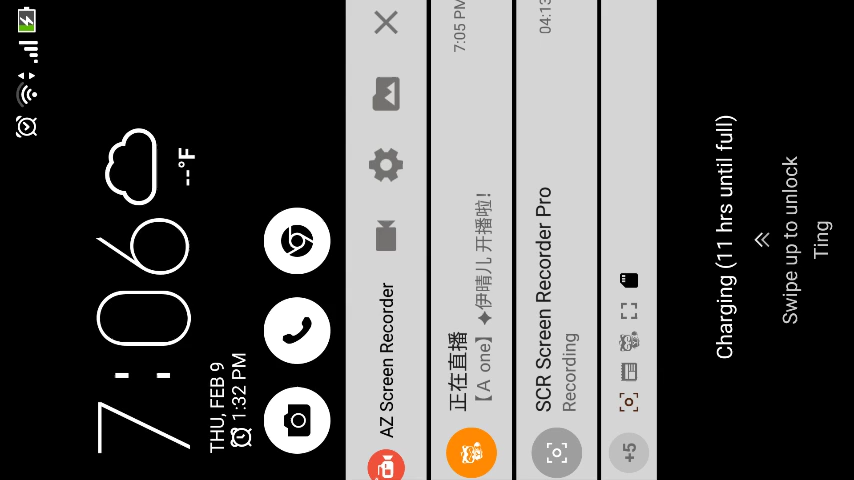 7:06
--°F
THU, FEB 9
1:32 PM
AZ Screen Recorder
正在直播
7:05 PM
【A one】✦伊晴儿 开播啦！
SCR Screen Recorder Pro
04:13
Recording
+5
Charging (11 hrs until full)
Swipe up to unlock
Ting